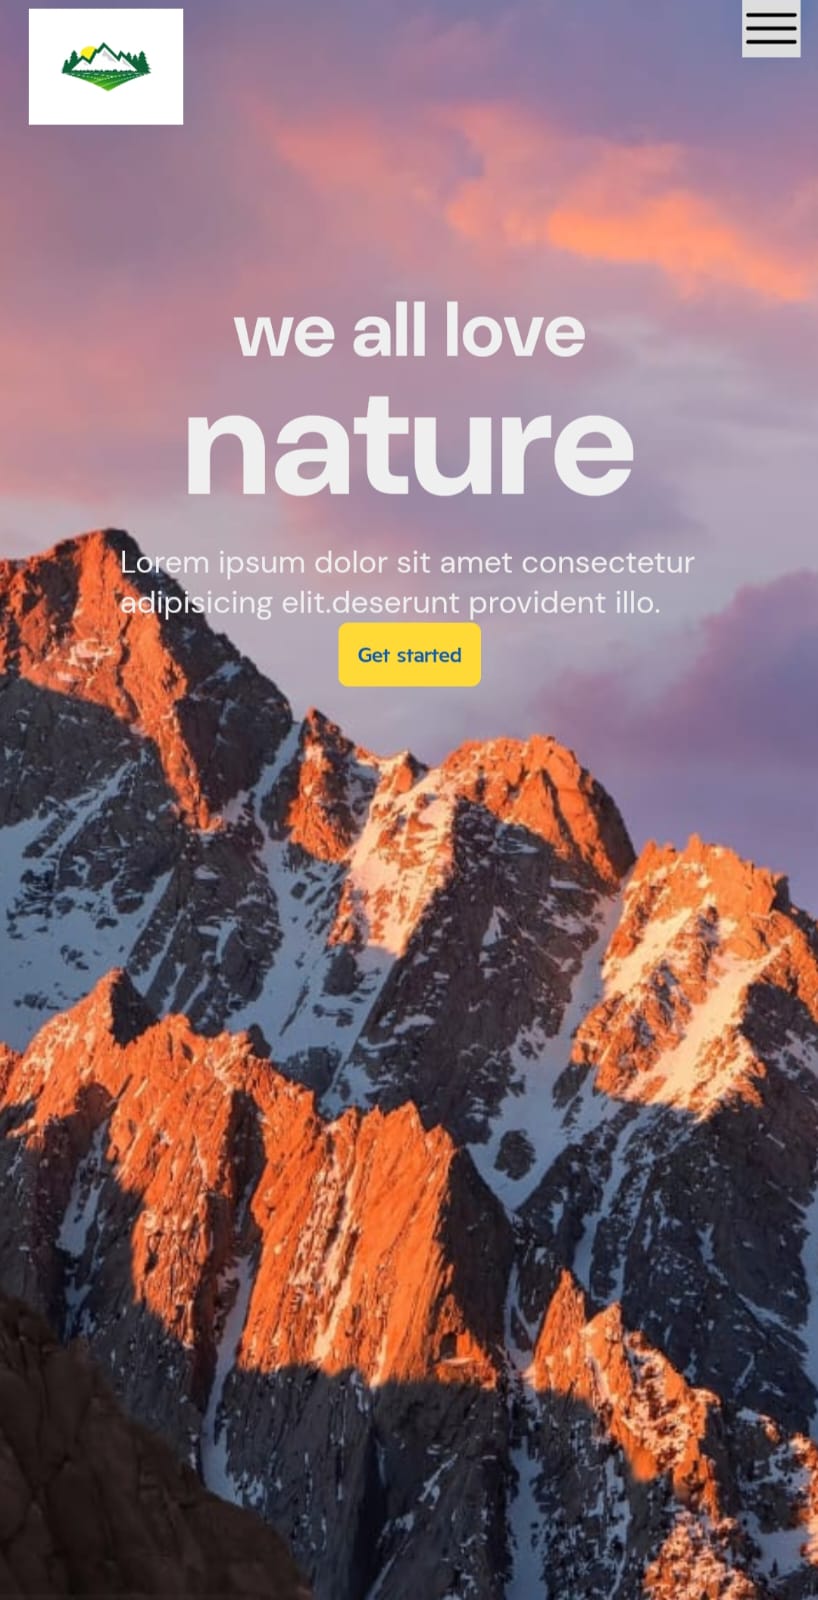 we all love
nature
Lorem ipsum dolor sit amet consectetur
adipisicing elit.deserunt provident illo.
Get started